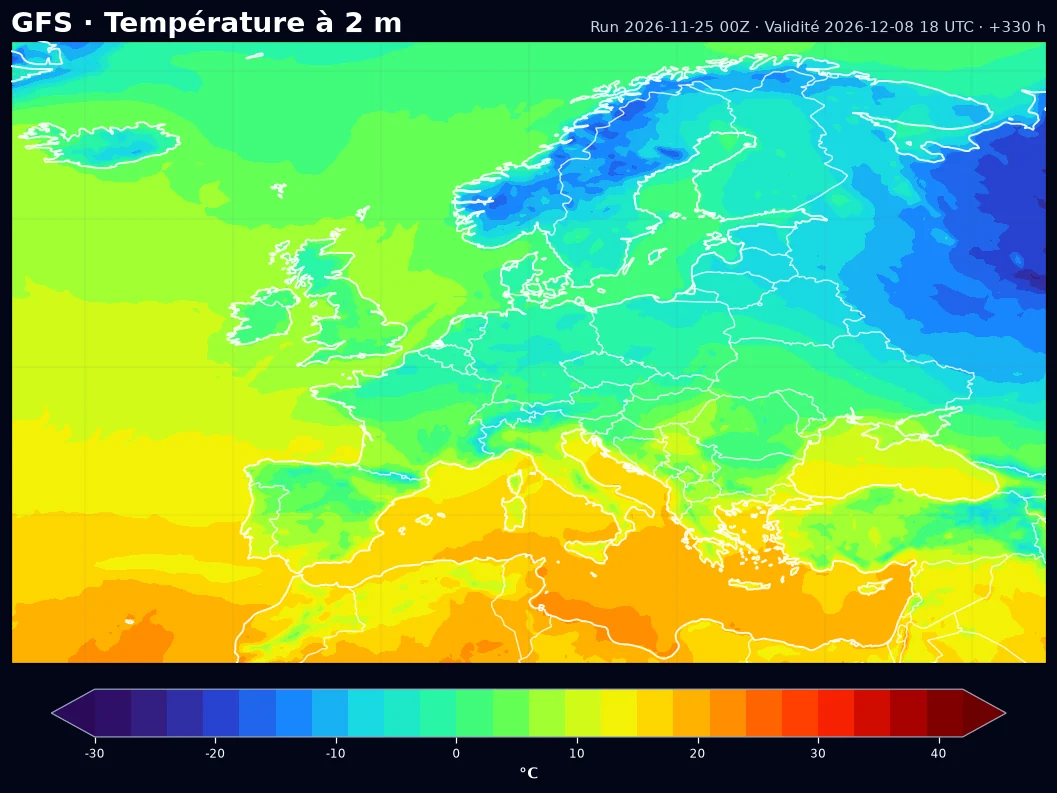 GFS · Température à 2 m
Run 2026-11-25 00Z · Validité 2026-12-08 18 UTC · +330 h
-30 -20 -10 0 10 20 30 40
°C